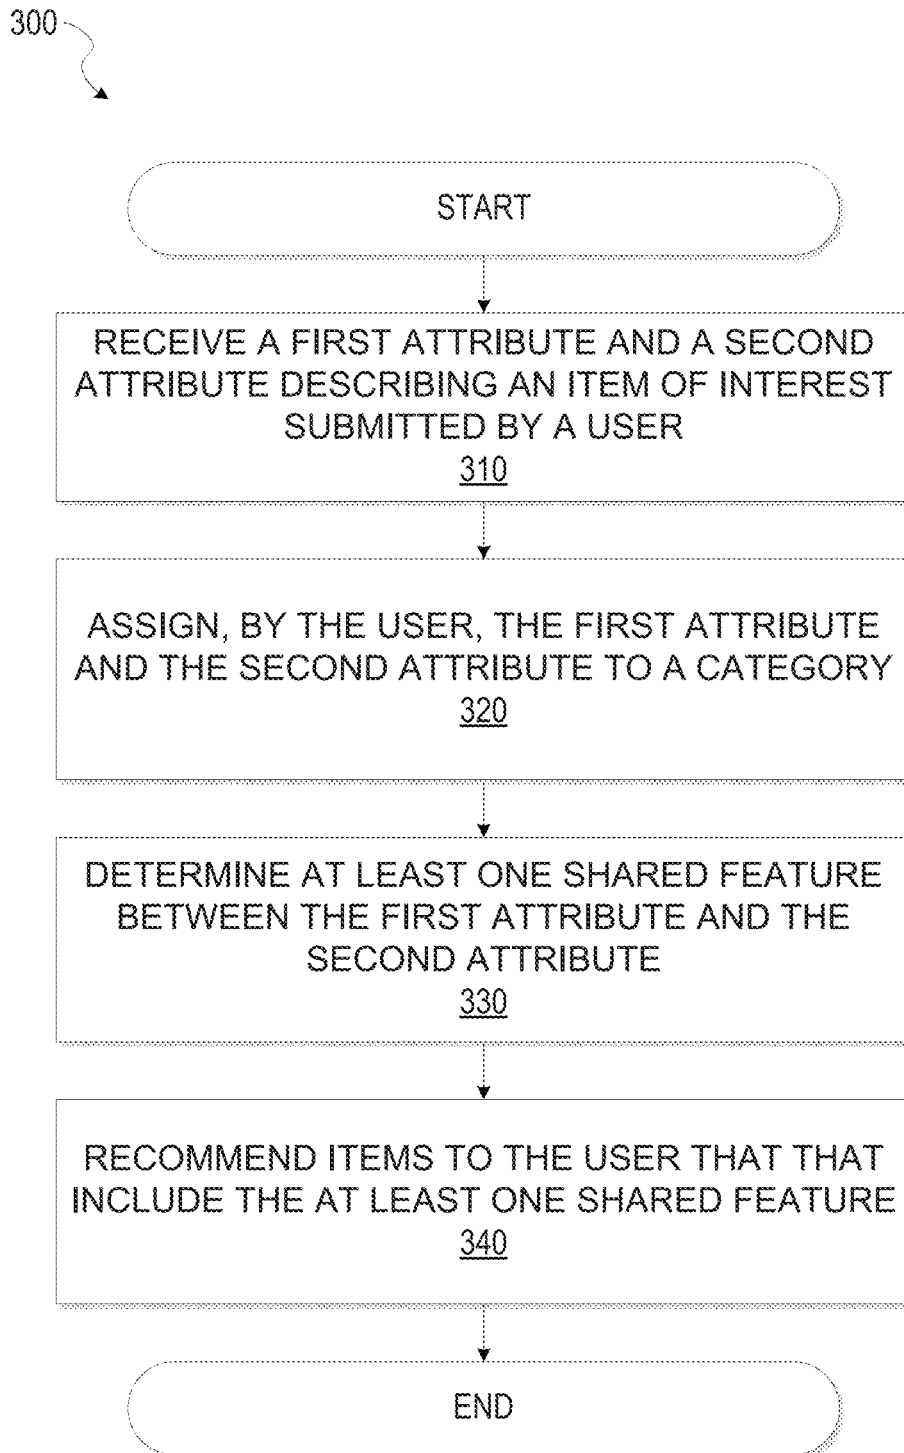 300
START
RECEIVE A FIRST ATTRIBUTE AND A SECOND
ATTRIBUTE DESCRIBING AN ITEM OF INTEREST
SUBMITTED BY A USER
310
ASSIGN, BY THE USER, THE FIRST ATTRIBUTE
AND THE SECOND ATTRIBUTE TO A CATEGORY
320
DETERMINE AT LEAST ONE SHARED FEATURE
BETWEEN THE FIRST ATTRIBUTE AND THE
SECOND ATTRIBUTE
330
RECOMMEND ITEMS TO THE USER THAT THAT
INCLUDE THE AT LEAST ONE SHARED FEATURE
340
END